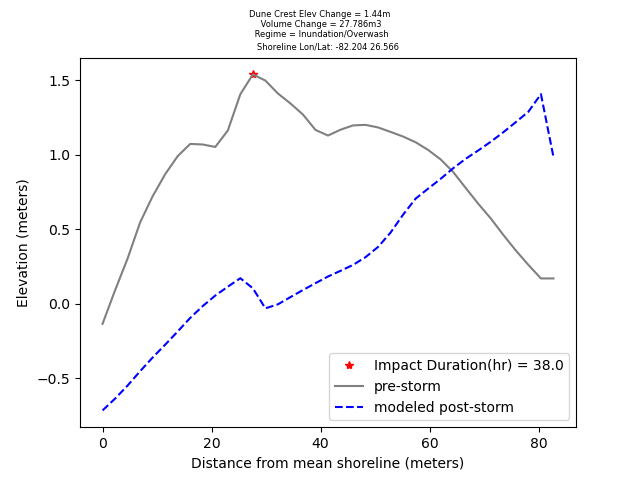 Dune Crest Elev Change = 1.44m
Volume Change = 27.786m3
Regime = Inundation/Overwash
Shoreline Lon/Lat: -82.204 26.566
1.5
1.0
0.5
0.0
−0.5
Elevation (meters)
Impact Duration(hr) = 38.0
pre-storm
modeled post-storm
0 20 40 60 80
Distance from mean shoreline (meters)